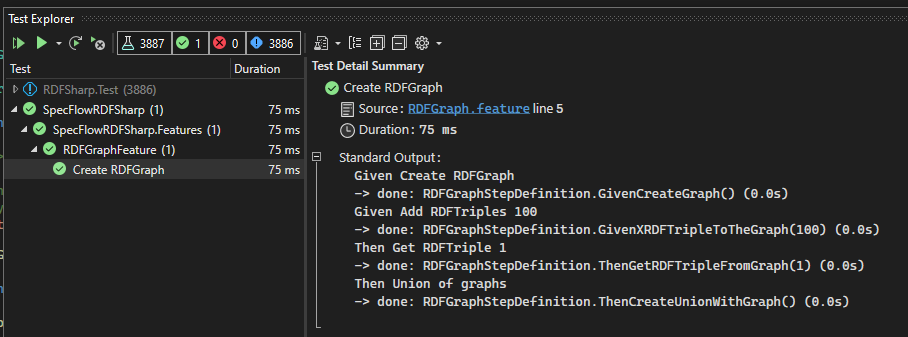 Test Explorer
3887 1 0 3886
Test Duration
RDFSharp.Test (3886)
SpecFlowRDFSharp (1) 75 ms
SpecFlowRDFSharp.Features (1) 75 ms
RDFGraphFeature (1) 75 ms
Create RDFGraph 75 ms
Test Detail Summary
Create RDFGraph
Source: RDFGraph.feature line 5
Duration: 75 ms
Standard Output:
Given Create RDFGraph
-> done: RDFGraphStepDefinition.GivenCreateGraph() (0.0s)
Given Add RDFTriples 100
-> done: RDFGraphStepDefinition.GivenXRDFTripleToTheGraph(100) (0.0s)
Then Get RDFTriple 1
-> done: RDFGraphStepDefinition.ThenGetRDFTripleFromGraph(1) (0.0s)
Then Union of graphs
-> done: RDFGraphStepDefinition.ThenCreateUnionWithGraph() (0.0s)